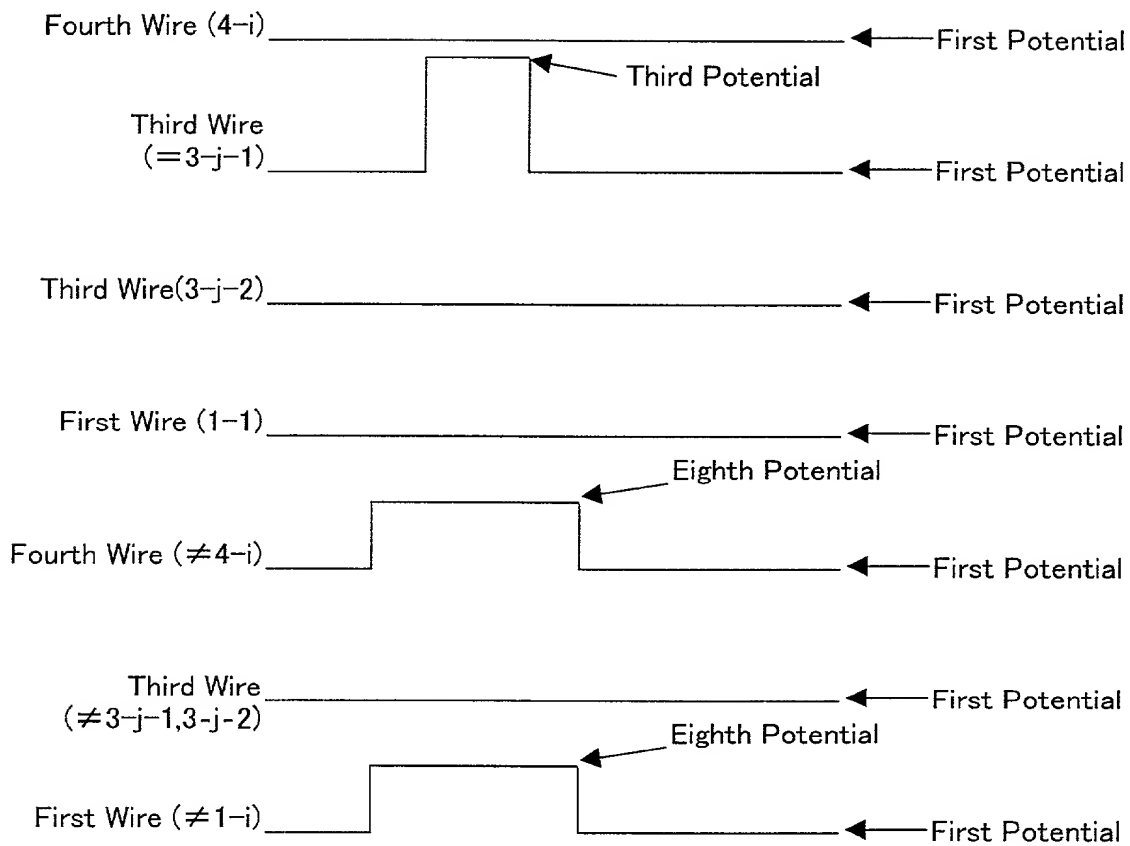 Fourth Wire (4-i)
First Potential
Third Potential
Third Wire
(=3-j-1)
First Potential
Third Wire(3-j-2)
First Potential
First Wire (1-1)
First Potential
Eighth Potential
Fourth Wire (≠4-i)
First Potential
Third Wire
(≠3-j-1,3-j-2)
First Potential
Eighth Potential
First Wire (≠1-i)
First Potential